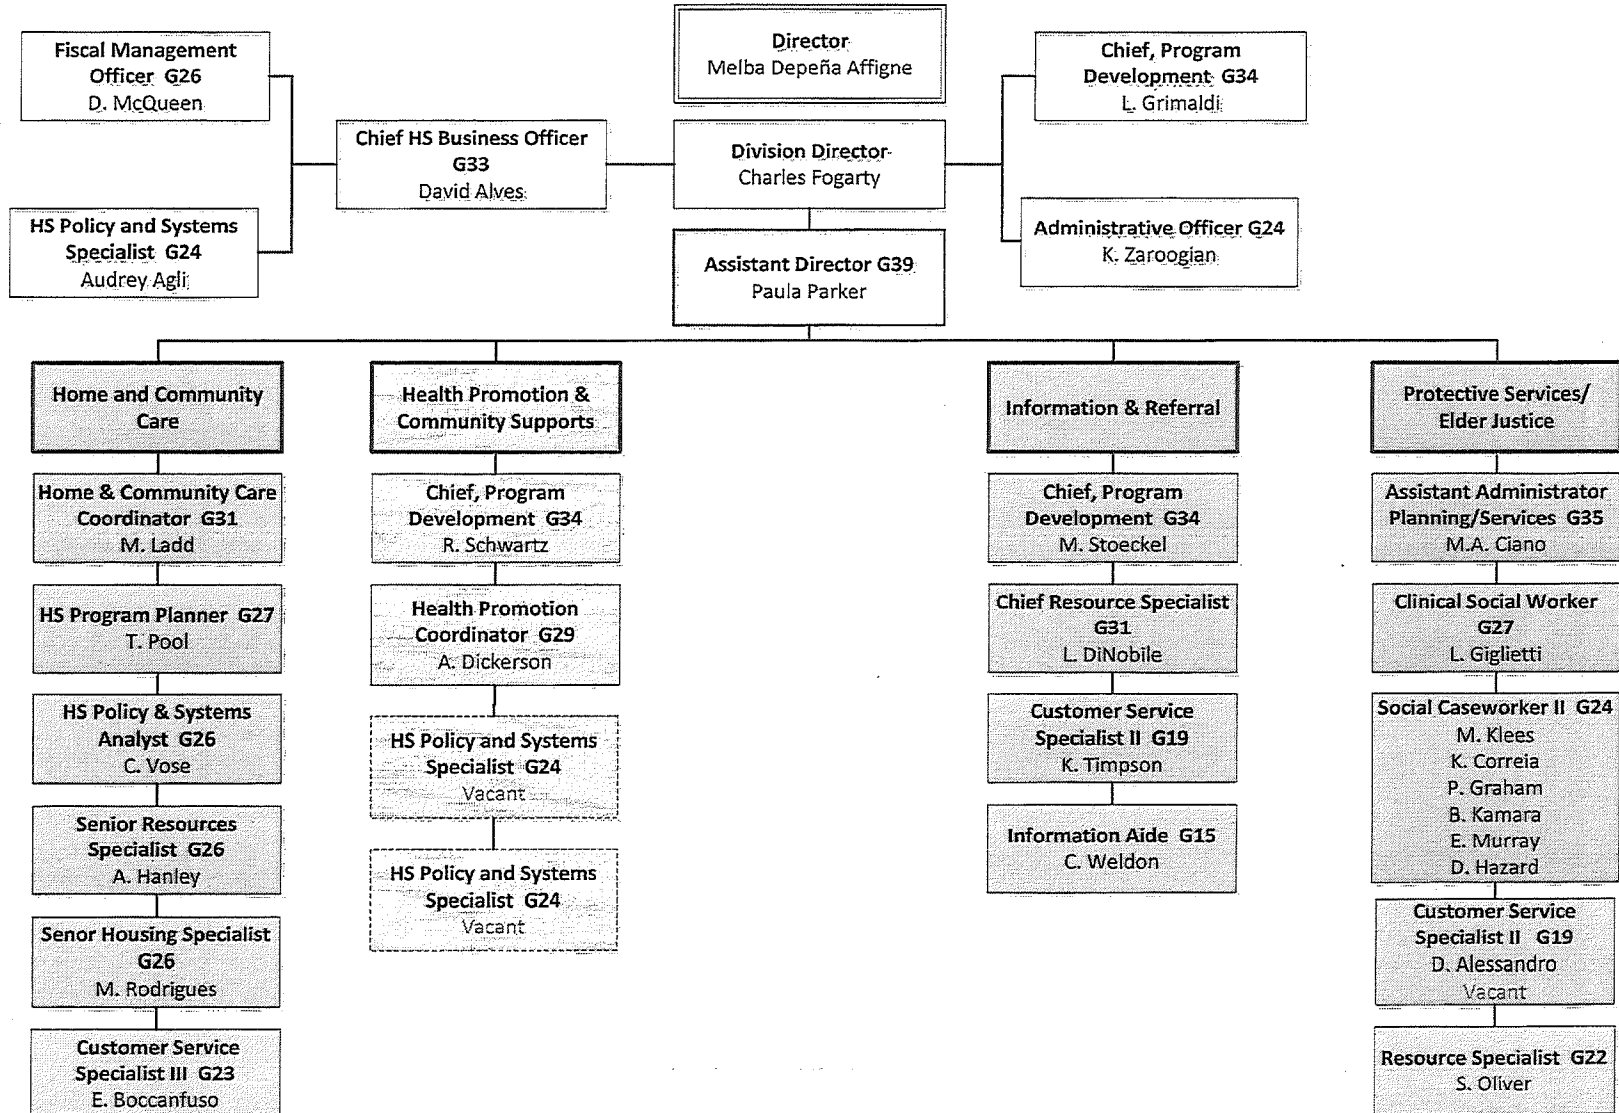 Fiscal Management
Officer G26
D. McQueen
Director
Melba Depeña Affigne
Chief, Program
Development G34
L. Grimaldi
Chief HS Business Officer
G33
David Alves
Division Director
Charles Fogarty
HS Policy and Systems
Specialist G24
Audrey Agli
Administrative Officer G24
K. Zaroogian
Assistant Director G39
Paula Parker
Home and Community
Care
Home & Community Care
Coordinator G31
M. Ladd
HS Program Planner G27
T. Pool
HS Policy & Systems
Analyst G26
C. Vose
Senior Resources
Specialist G26
A. Hanley
Senor Housing Specialist
G26
M. Rodrigues
Customer Service
Specialist III G23
E. Boccanfuso
Health Promotion &
Community Supports
Chief, Program
Development G34
R. Schwartz
Health Promotion
Coordinator G29
A. Dickerson
HS Policy and Systems
Specialist G24
Vacant
HS Policy and Systems
Specialist G24
Vacant
Information & Referral
Chief, Program
Development G34
M. Stoeckel
Chief Resource Specialist
G31
L. DiNobile
Customer Service
Specialist II G19
K. Timpson
Information Aide G15
C. Weldon
Protective Services/
Elder Justice
Assistant Administrator
Planning/Services G35
M.A. Ciano
Clinical Social Worker
G27
L. Giglietti
Social Caseworker II G24
M. Klees
K. Correia
P. Graham
B. Kamara
E. Murray
D. Hazard
Customer Service
Specialist II G19
D. Alessandro
Vacant
Resource Specialist G22
S. Oliver